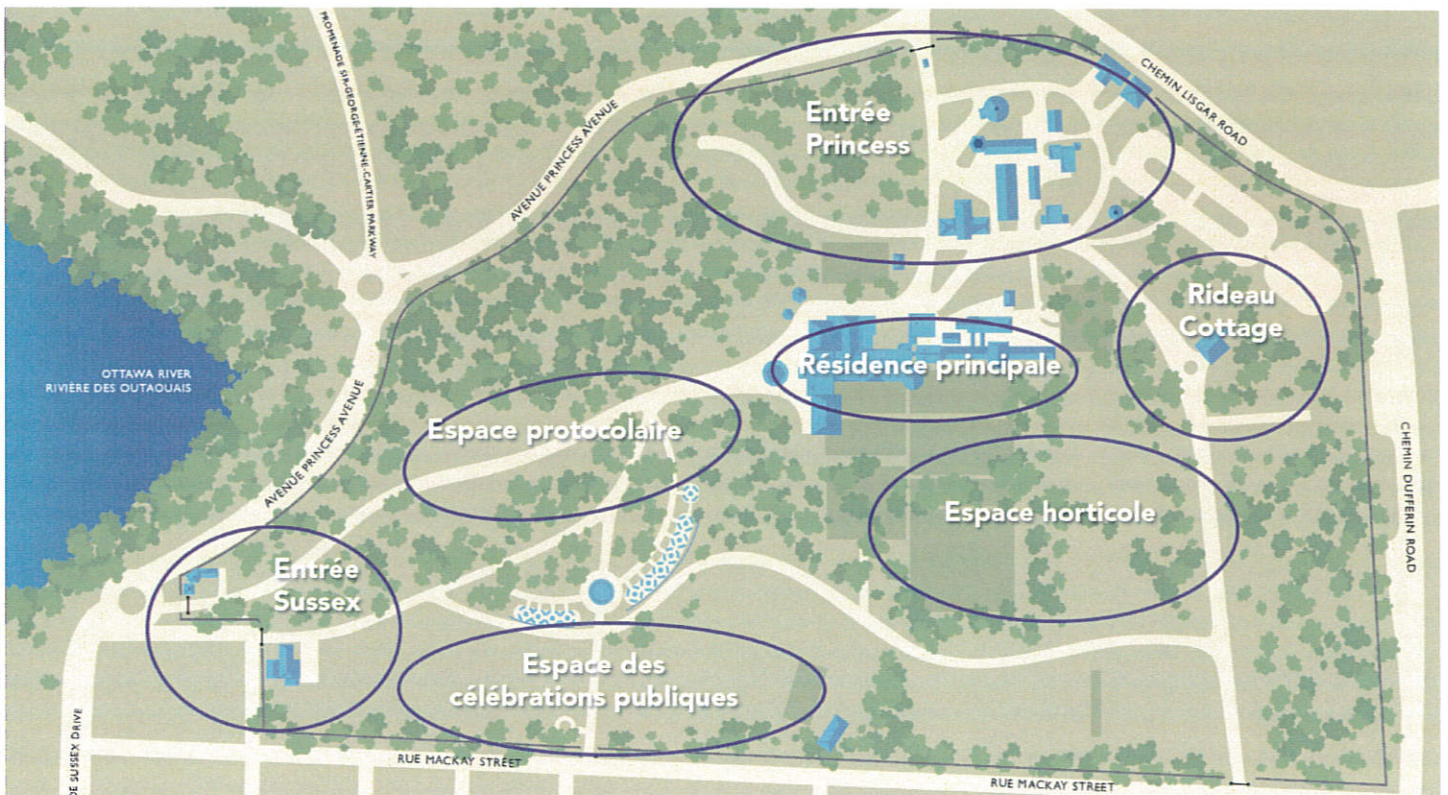 PROMENADE SIR-GEORGE-ÉTIENNE-CARTIER PARKWAY
CHEMIN LISGAR ROAD
Entrée
Princess
AVENUE PRINCESS AVENUE
Rideau
Cottage
OTTAWA RIVER
RIVIÈRE DES OUTAOUAIS
Résidence principale
Espace protocolaire
AVENUE PRINCESS AVENUE
CHEMIN DUFFERIN ROAD
Espace horticole
Entrée
Sussex
Espace des
célébrations publiques
SUSSEX DRIVE
RUE MACKAY STREET
RUE MACKAY STREET